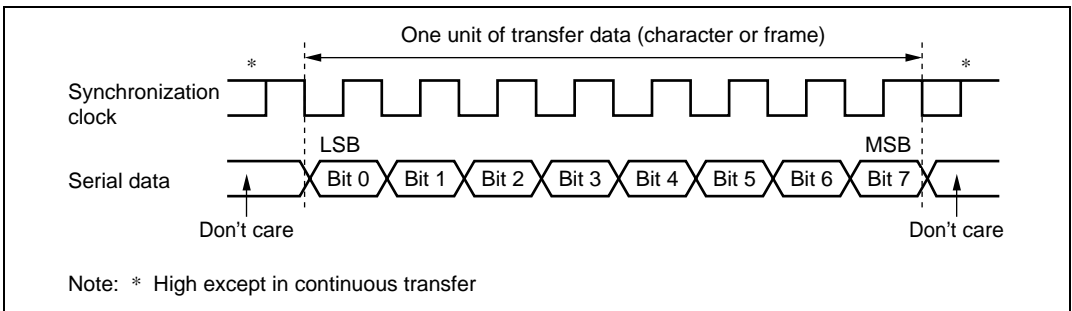 One unit of transfer data (character or frame)
* *
Synchronization
clock
LSB MSB
Serial data Bit 0 Bit 1 Bit 2 Bit 3 Bit 4 Bit 5 Bit 6 Bit 7
Don't care Don't care
Note: * High except in continuous transfer